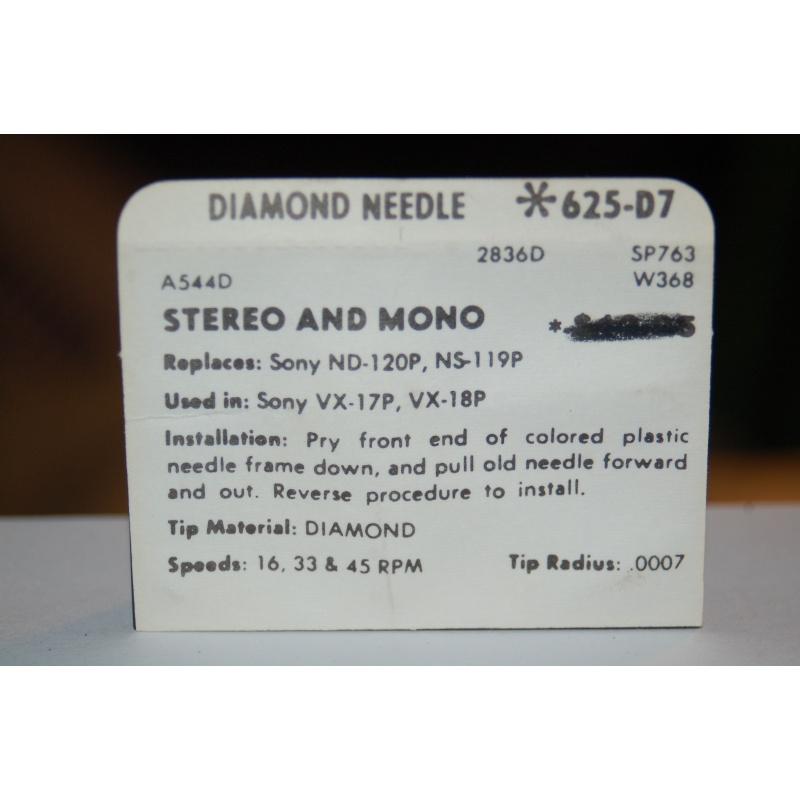 DIAMOND NEEDLE *625-D7
2836D SP763
A544D W368
STEREO AND MONO *
Replaces: Sony ND-120P, NS-119P
Used in: Sony VX-17P, VX-18P
Installation: Pry front end of colored plastic
needle frame down, and pull old needle forward
and out. Reverse procedure to install.
Tip Material: DIAMOND
Speeds: 16, 33 & 45 RPM Tip Radius: .0007